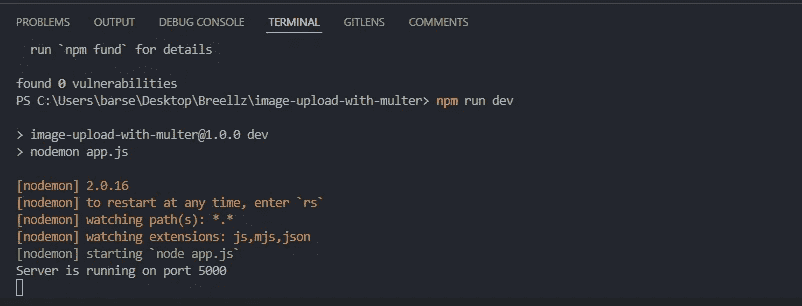 PROBLEMS OUTPUT DEBUG CONSOLE TERMINAL GITLENS COMMENTS
run `npm fund` for details
found 0 vulnerabilities
PS C:\Users\barse\Desktop\Breellz\image-upload-with-multer> npm run dev
> image-upload-with-multer@1.0.0 dev
> nodemon app.js
[nodemon] 2.0.16
[nodemon] to restart at any time, enter `rs`
[nodemon] watching path(s): *.*
[nodemon] watching extensions: js,mjs,json
[nodemon] starting `node app.js`
Server is running on port 5000